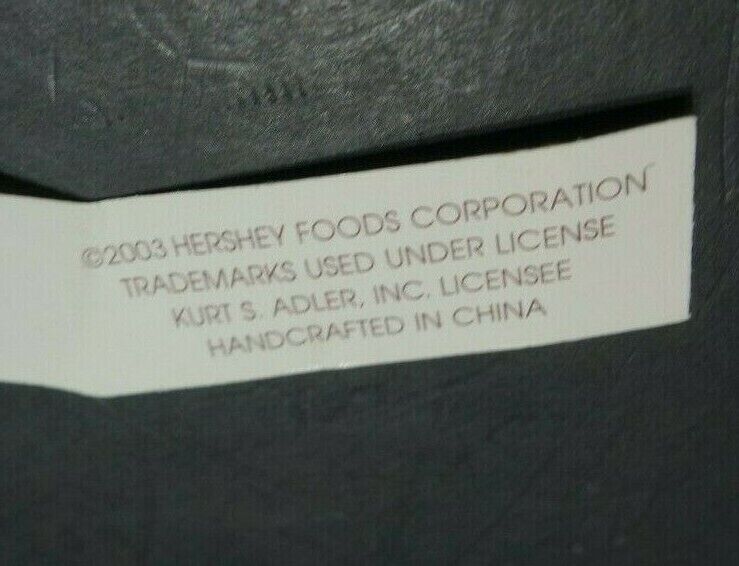 ©2003 HERSHEY FOODS CORPORATION
TRADEMARKS USED UNDER LICENSE
KURT S. ADLER, INC. LICENSEE
HANDCRAFTED IN CHINA